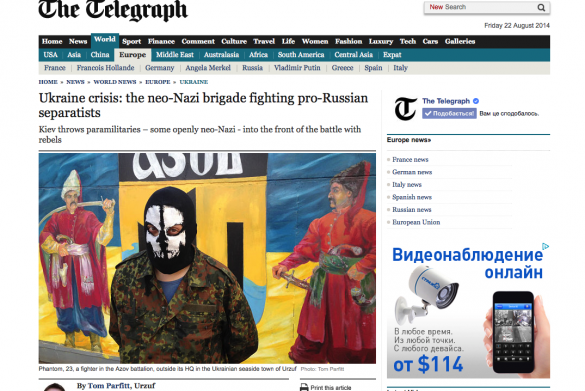 The Telegraph
New Search
Friday 22 August 2014
Home News World Sport Finance Comment Culture Travel Life Women Fashion Luxury Tech Cars Galleries
USA Asia China Europe Middle East Australasia Africa South America Central Asia Expat
France Francois Hollande Germany Angela Merkel Russia Vladimir Putin Greece Spain Italy
HOME » NEWS » WORLD NEWS » EUROPE » UKRAINE
Ukraine crisis: the neo-Nazi brigade fighting pro-Russian
separatists
Kiev throws paramilitaries – some openly neo-Nazi - into the front of the battle with
rebels
The Telegraph
Подобається!
Вам це сподобалось.
Europe news»
France news
German news
Italy news
Spanish news
Russian news
European Union
Видеонаблюдение
онлайн
В любое время.
Из любой точки.
С любого девайса.
от $114
Phantom, 23, a fighter in the Azov battalion, outside its HQ in the Ukrainian seaside town of Urzuf Photo: Tom Parfitt
By Tom Parfitt, Urzuf
Print this article